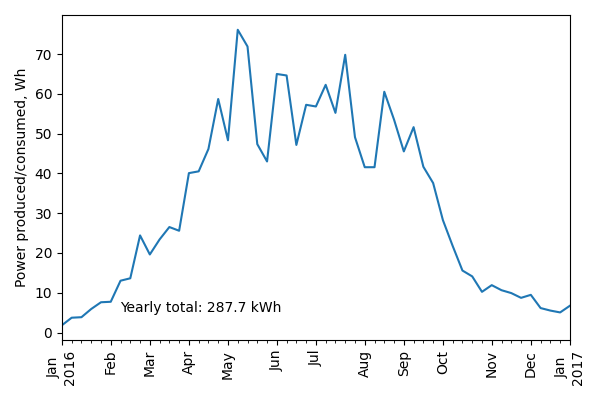 Power produced/consumed, Wh
70
60
50
40
30
20
10
0
Yearly total: 287.7 kWh
Jan
2016
Feb
Mar
Apr
May
Jun
Jul
Aug
Sep
Oct
Nov
Dec
Jan
2017